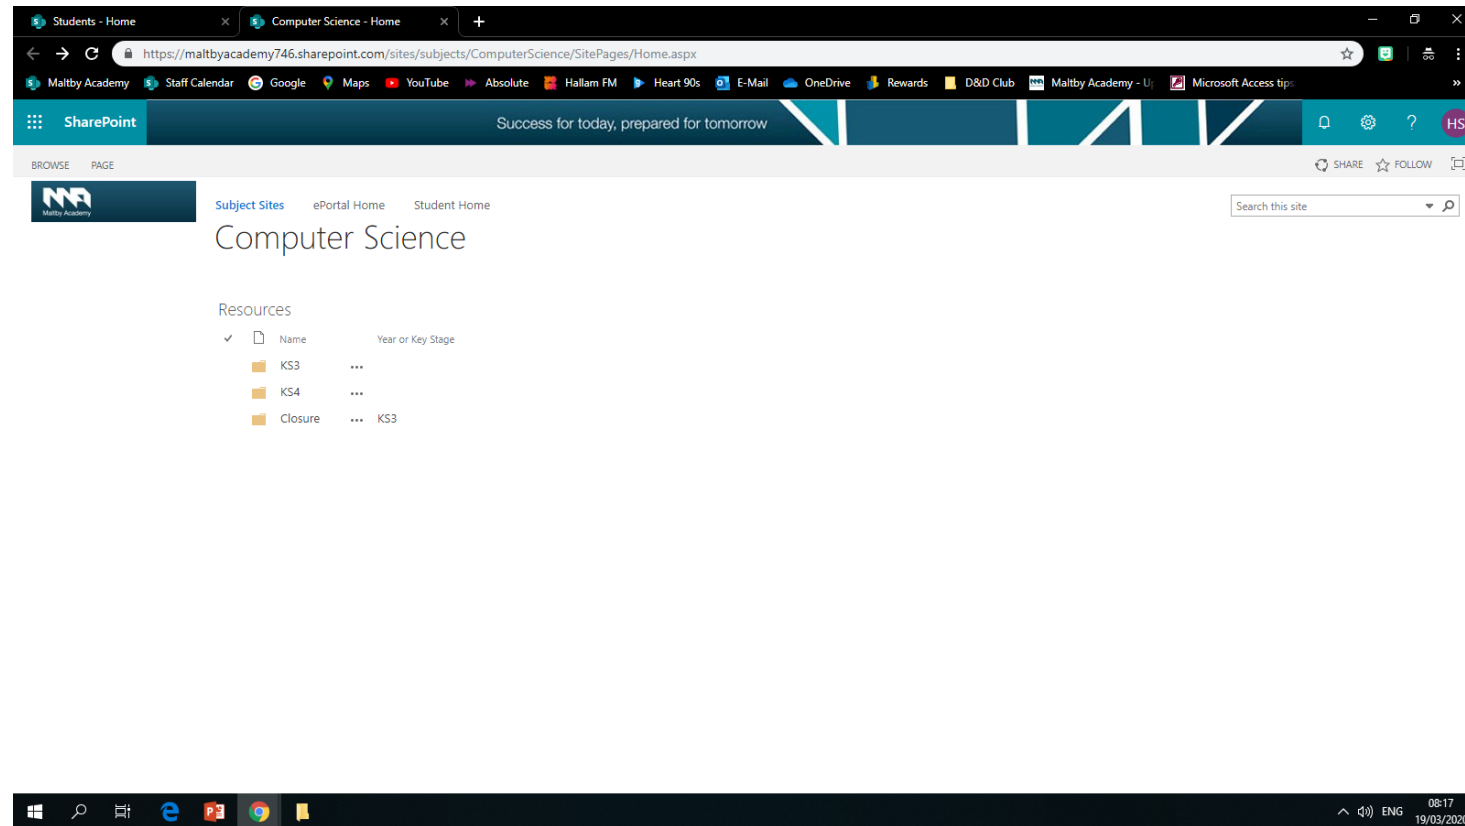 Students - Home
Computer Science - Home
https://maltbyacademy746.sharepoint.com/sites/subjects/ComputerScience/SitePages/Home.aspx
Maltby Academy Staff Calendar Google Maps YouTube Absolute Hallam FM Heart 90s E-Mail OneDrive Rewards D&D Club Maltby Academy - U Microsoft Access tips
SharePoint
Success for today, prepared for tomorrow
HS
BROWSE PAGE
SHARE FOLLOW
Maltby Academy
Subject Sites ePortal Home Student Home
Search this site
Computer Science
Resources
Name Year or Key Stage
KS3 ...
KS4 ...
Closure ... KS3
ENG
08:17
19/03/2020